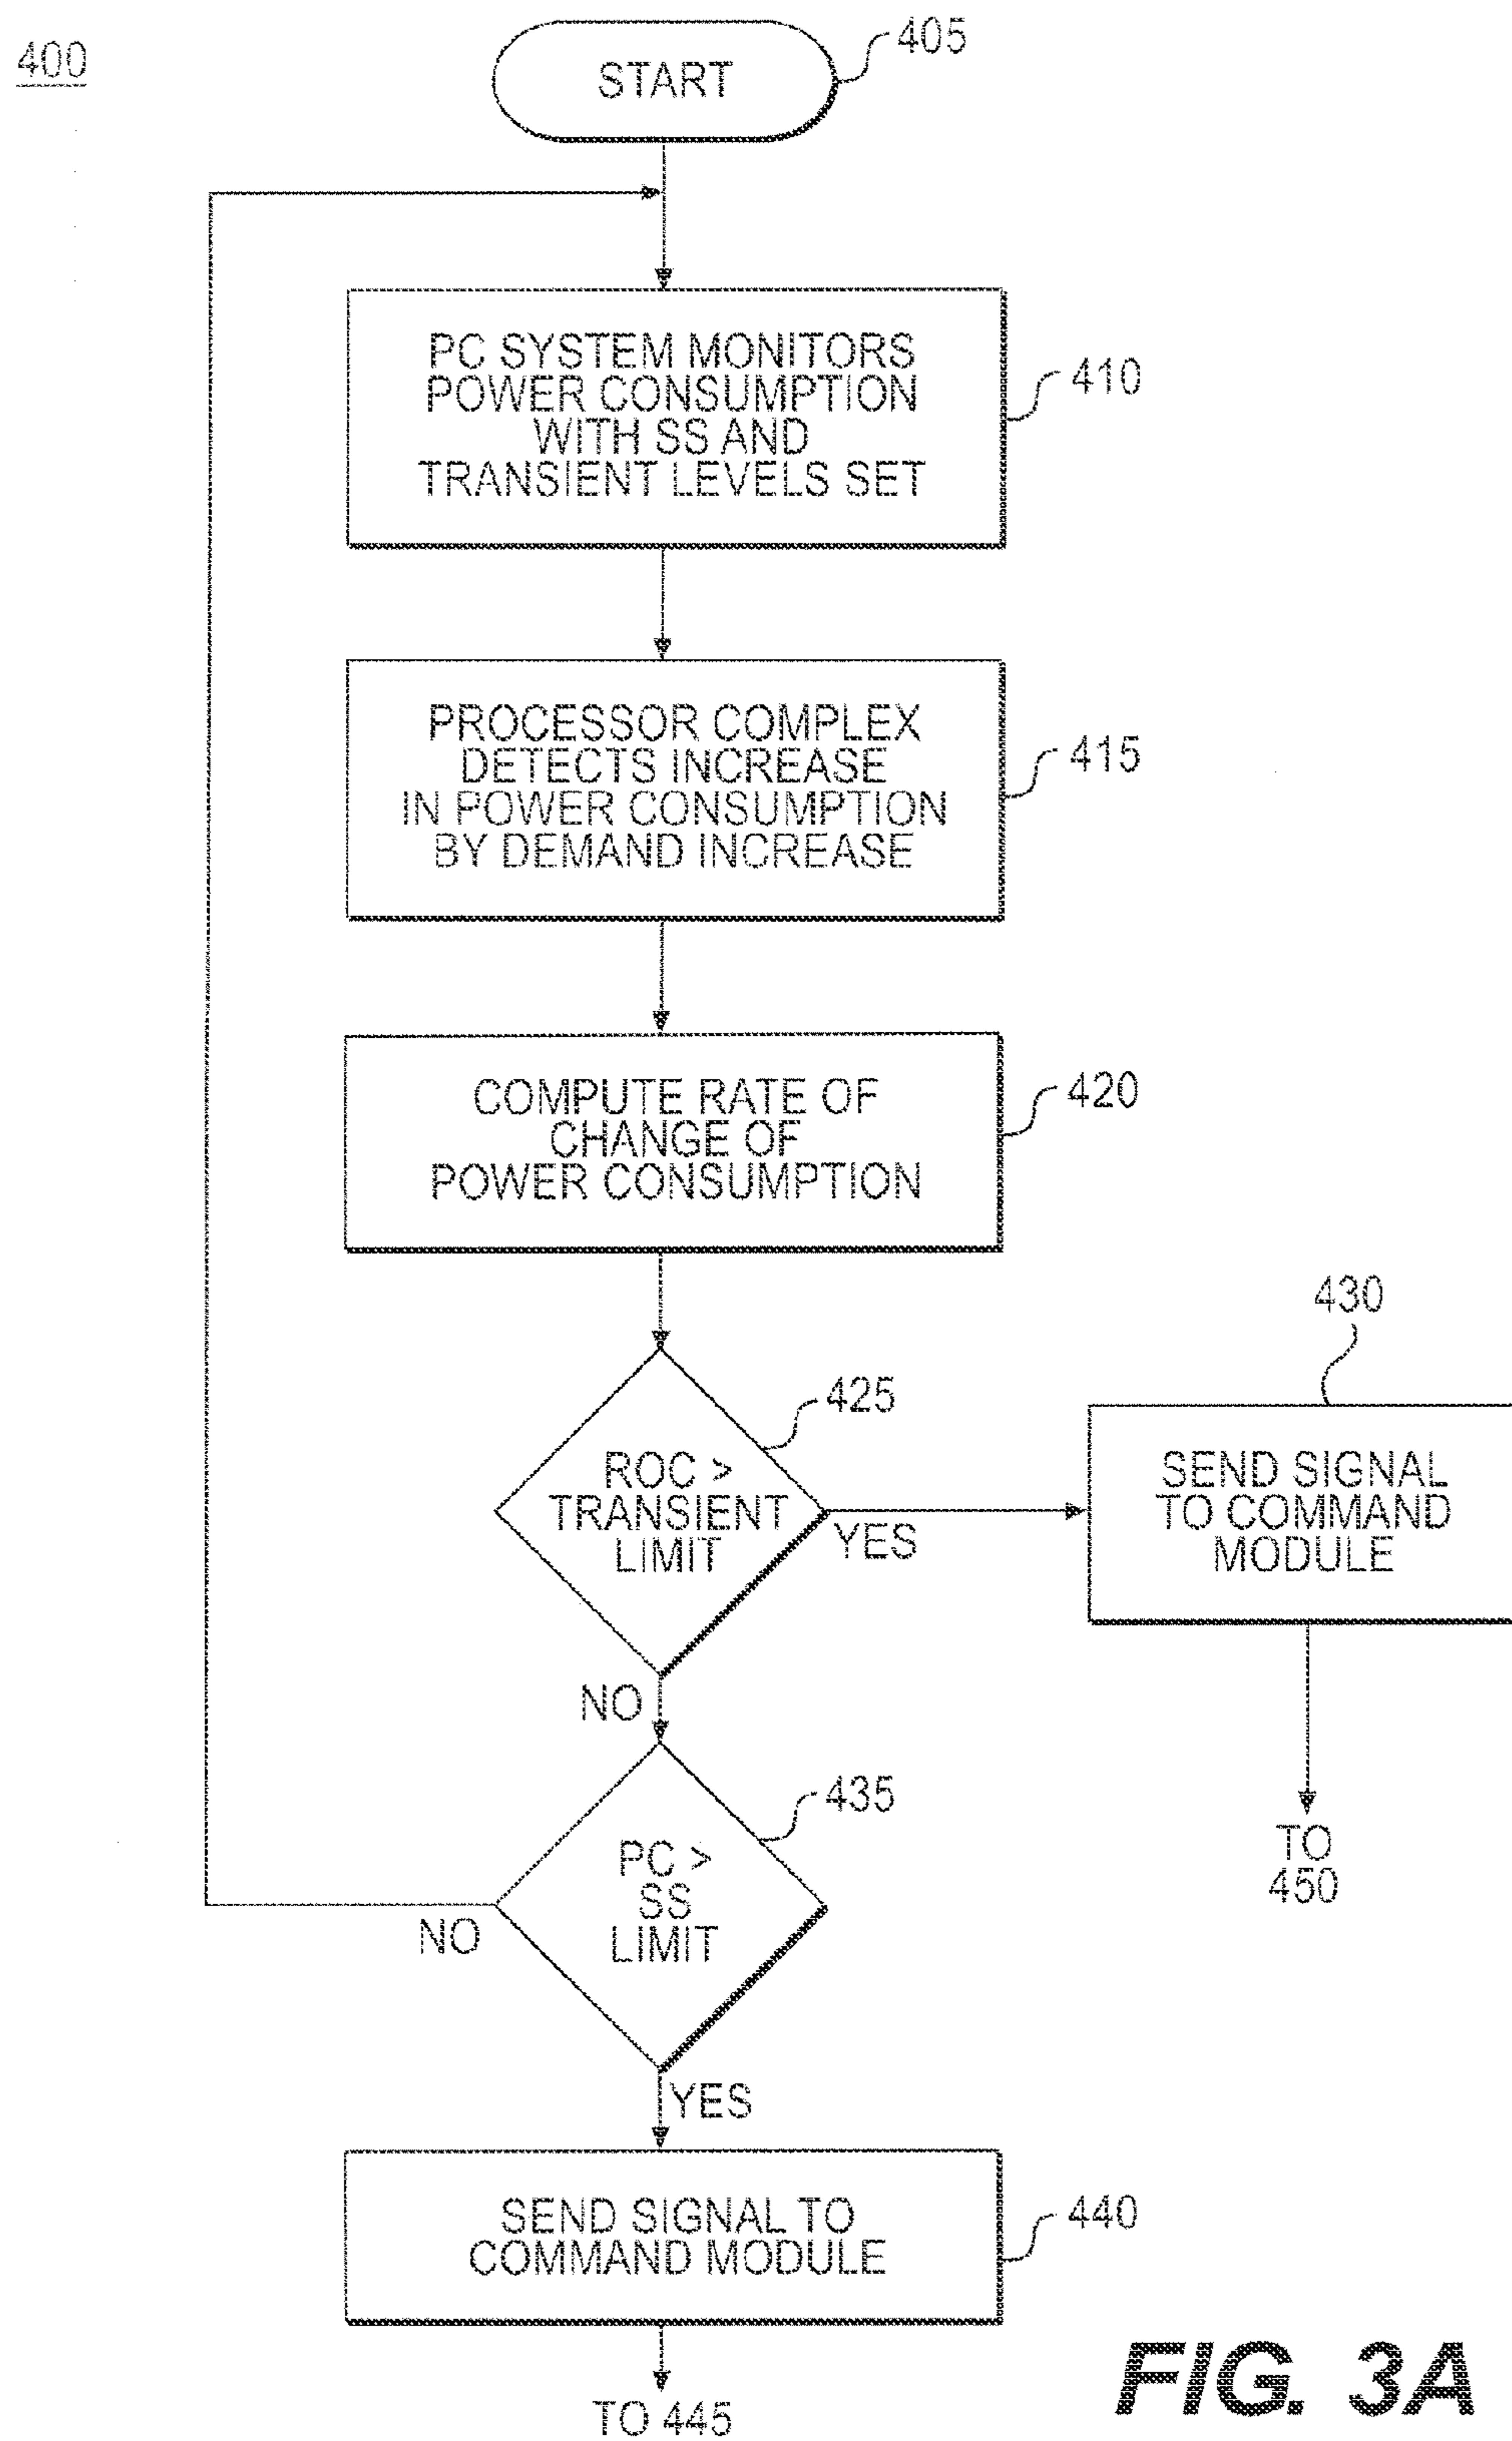 400
START
405
PC SYSTEM MONITORS
POWER CONSUMPTION
WITH SS AND
TRANSIENT LEVELS SET
410
PROCESSOR COMPLEX
DETECTS INCREASE
IN POWER CONSUMPTION
BY DEMAND INCREASE
415
COMPUTE RATE OF
CHANGE OF
POWER CONSUMPTION
420
ROC >
TRANSIENT
LIMIT
425
YES
430
SEND SIGNAL
TO COMMAND
MODULE
TO
450
NO
PC >
SS
LIMIT
435
NO
YES
SEND SIGNAL TO
COMMAND MODULE
440
TO 445
FIG. 3A